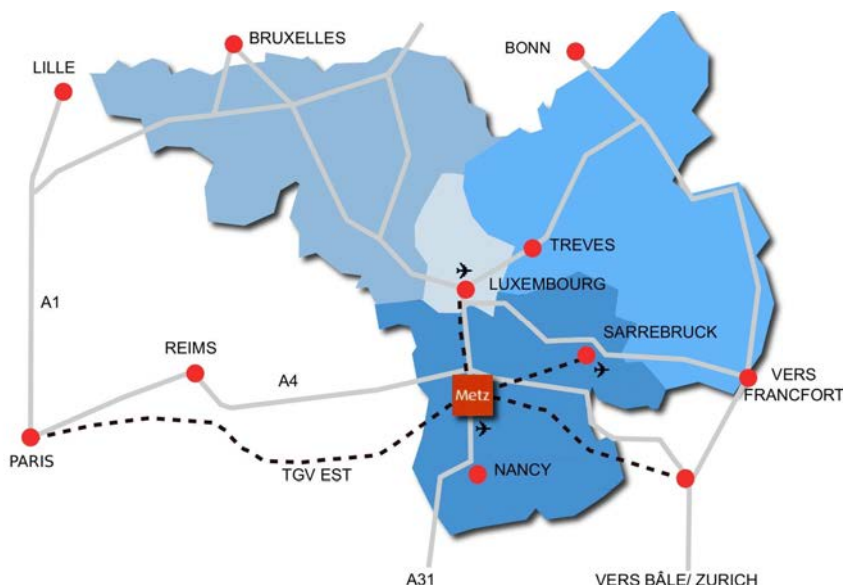 BRUXELLES
BONN
LILLE
TREVES
LUXEMBOURG
A1
SARREBRUCK
REIMS
A4
VERS
FRANCFORT
Metz
PARIS
TGV EST
NANCY
A31
VERS BÂLE/ ZURICH